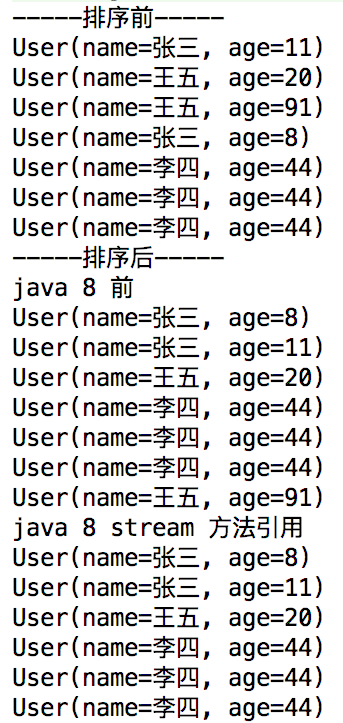 -----排序前-----
User(name=张三, age=11)
User(name=王五, age=20)
User(name=王五, age=91)
User(name=张三, age=8)
User(name=李四, age=44)
User(name=李四, age=44)
User(name=李四, age=44)
-----排序后-----
java 8 前
User(name=张三, age=8)
User(name=张三, age=11)
User(name=王五, age=20)
User(name=李四, age=44)
User(name=李四, age=44)
User(name=李四, age=44)
User(name=王五, age=91)
java 8 stream 方法引用
User(name=张三, age=8)
User(name=张三, age=11)
User(name=王五, age=20)
User(name=李四, age=44)
User(name=李四, age=44)
User(name=李四, age=44)